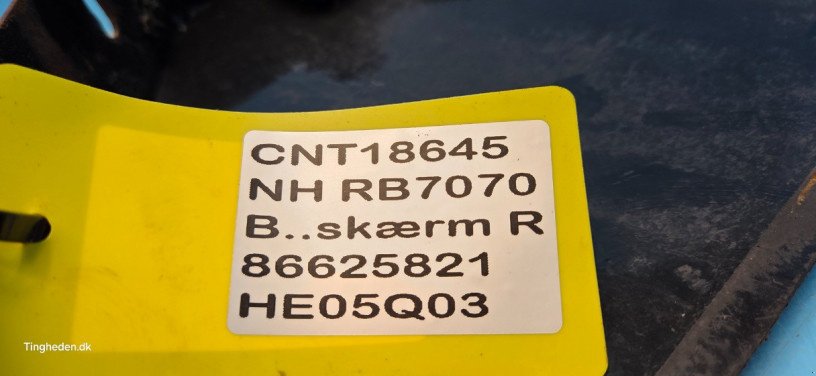 CNT18645
NH RB7070
B..skærm R
86625821
HE05Q03
Tingheden.dk